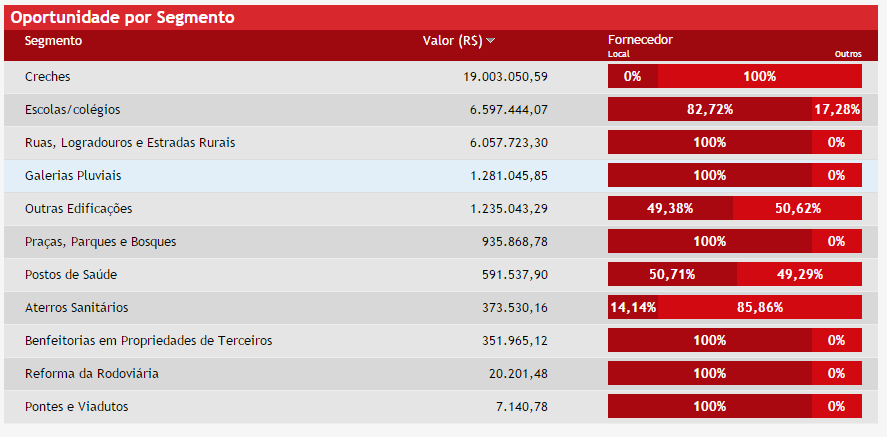 Oportunidade por Segmento
Segmento Valor (R$) Fornecedor
Local Outros
Creches 19.003.050,59 0% 100%
Escolas/colégios 6.597.444,07 82,72% 17,28%
Ruas, Logradouros e Estradas Rurais 6.057.723,30 100% 0%
Galerias Pluviais 1.281.045,85 100% 0%
Outras Edificações 1.235.043,29 49,38% 50,62%
Praças, Parques e Bosques 935.868,78 100% 0%
Postos de Saúde 591.537,90 50,71% 49,29%
Aterros Sanitários 373.530,16 14,14% 85,86%
Benfeitorias em Propriedades de Terceiros 351.965,12 100% 0%
Reforma da Rodoviária 20.201,48 100% 0%
Pontes e Viadutos 7.140,78 100% 0%